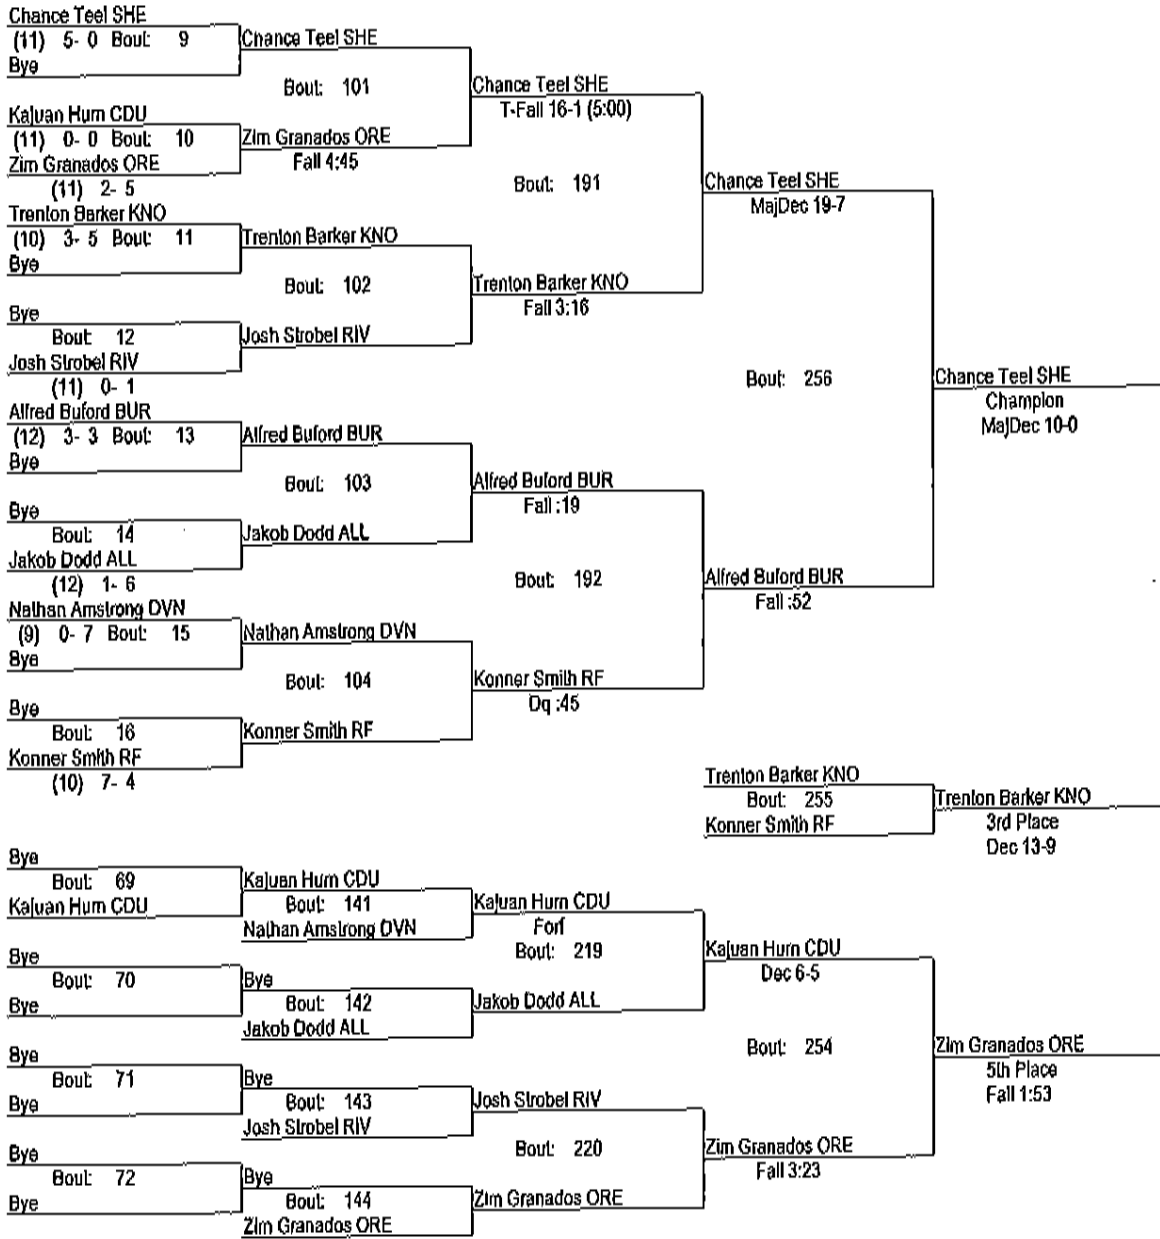 Chance Teel SHE
(11) 5- 0 Bout: 9
Bye
Chance Teel SHE
Bout: 101
Kajuan Hurn CDU
(11) 0- 0 Bout: 10
Zim Granados ORE
(11) 2- 5
Zim Granados ORE
Fall 4:45
Chance Teel SHE
T-Fall 16-1 (5:00)
Bout: 191
Trenton Barker KNO
(10) 3- 5 Bout: 11
Bye
Trenton Barker KNO
Bout: 102
Bye
Bout: 12
Josh Strobel RIV
(11) 0- 1
Josh Strobel RIV
Trenton Barker KNO
Fall 3:16
Chance Teel SHE
MajDec 19-7
Bout: 256
Alfred Buford BUR
(12) 3- 3 Bout: 13
Bye
Alfred Buford BUR
Bout: 103
Bye
Bout: 14
Jakob Dodd ALL
(12) 1- 6
Jakob Dodd ALL
Alfred Buford BUR
Fall :19
Bout: 192
Nathan Amstrong DVN
(9) 0- 7 Bout: 15
Bye
Nathan Amstrong DVN
Bout: 104
Bye
Bout: 16
Konner Smith RF
(10) 7- 4
Konner Smith RF
Konner Smith RF
Dq :45
Alfred Buford BUR
Fall :52
Chance Teel SHE
Champion
MajDec 10-0
Trenton Barker KNO
Bout: 255
Konner Smith RF
Trenton Barker KNO
3rd Place
Dec 13-9
Bye
Bout: 69
Kajuan Hurn CDU
Kajuan Hurn CDU
Bout: 141
Nathan Amstrong DVN
Kajuan Hurn CDU
Forf
Bout: 219
Bye
Bout: 70
Bye
Bye
Bout: 142
Jakob Dodd ALL
Jakob Dodd ALL
Kajuan Hurn CDU
Dec 6-5
Bout: 254
Bye
Bout: 71
Bye
Bye
Bout: 143
Josh Strobel RIV
Josh Strobel RIV
Bout: 220
Bye
Bout: 72
Bye
Bye
Bout: 144
Zim Granados ORE
Zim Granados ORE
Zim Granados ORE
Fall 3:23
Zim Granados ORE
5th Place
Fall 1:53